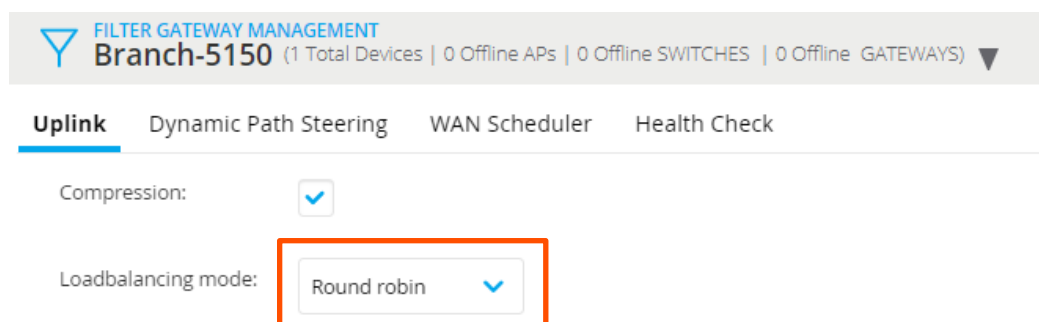 FILTER GATEWAY MANAGEMENT
Branch-5150 (1 Total Devices | 0 Offline APs | 0 Offline SWITCHES | 0 Offline GATEWAYS)
Uplink Dynamic Path Steering WAN Scheduler Health Check
Compression:
Loadbalancing mode: Round robin